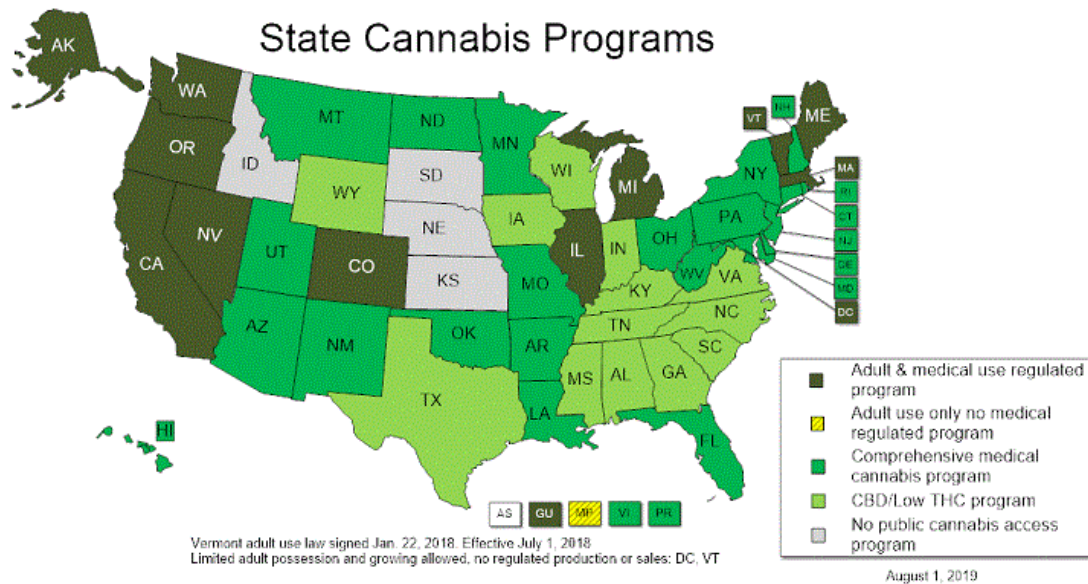 State Cannabis Programs
AK
WA
OR
CA
NV
ID
MT
WY
UT
AZ
CO
NM
ND
SD
NE
KS
OK
TX
MN
IA
MO
AR
LA
WI
IL
MI
IN
OH
KY
TN
MS
AL
GA
FL
SC
NC
VA
WV
PA
NY
VT
NH
ME
MA
RI
CT
NJ
DE
MD
DC
HI
AS
GU
MP
VI
PR
Adult & medical use regulated
program
Adult use only no medical
regulated program
Comprehensive medical
cannabis program
CBD/Low THC program
No public cannabis access
program
Vermont adult use law signed Jan. 22, 2018. Effective July 1, 2018
Limited adult possession and growing allowed, no regulated production or sales: DC, VT
August 1, 2019